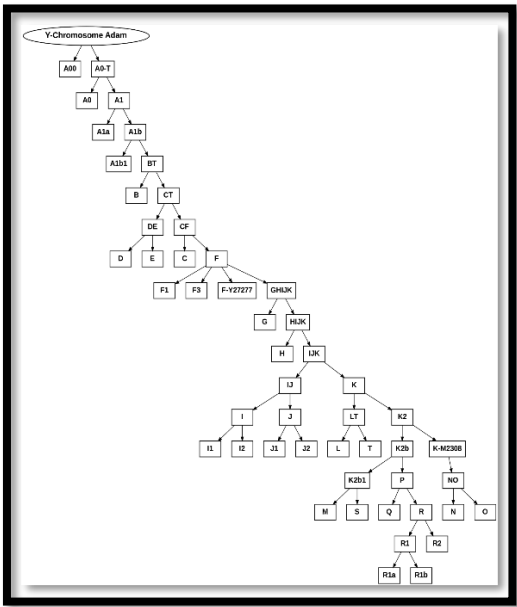 Y-Chromosome Adam
A00 A0-T
A0 A1
A1a A1b
A1b1 BT
B CT
DE CF
D E C F
F1 F3 F-Y27277 GHIJK
G HIJK
H IJK
IJ K
I J LT K2
I1 I2 J1 J2 L T K2b K-M2308
K2b1 P NO
M S Q R N O
R1 R2
R1a R1b